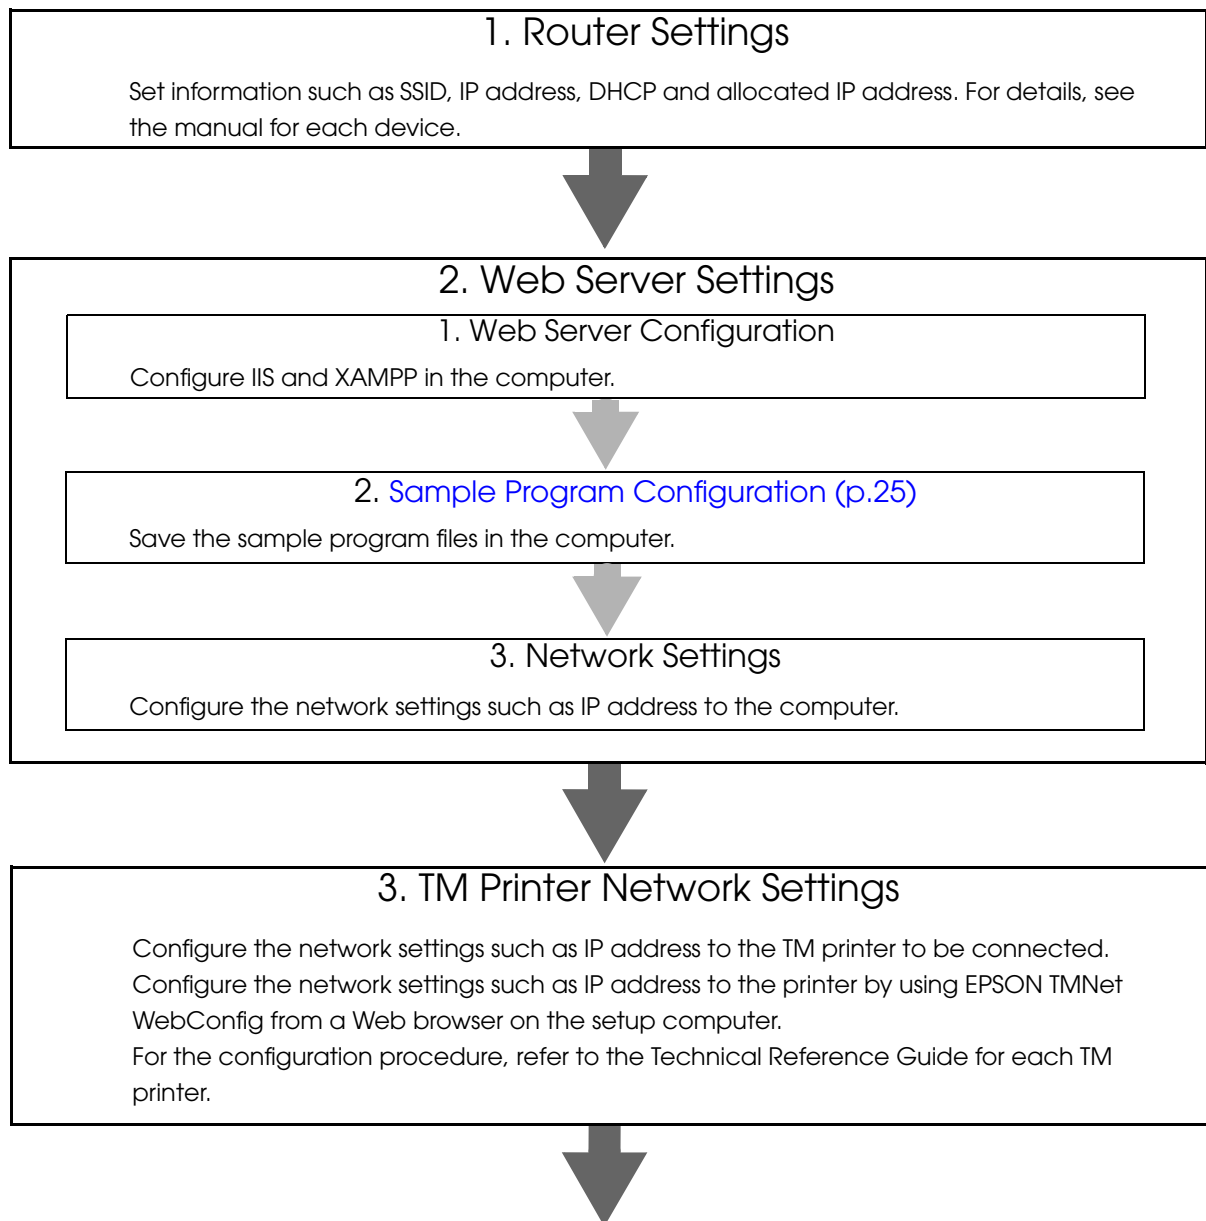 1. Router Settings
Set information such as SSID, IP address, DHCP and allocated IP address. For details, see
the manual for each device.
2. Web Server Settings
1. Web Server Configuration
Configure IIS and XAMPP in the computer.
2. Sample Program Configuration (p.25)
Save the sample program files in the computer.
3. Network Settings
Configure the network settings such as IP address to the computer.
3. TM Printer Network Settings
Configure the network settings such as IP address to the TM printer to be connected.
Configure the network settings such as IP address to the printer by using EPSON TMNet
WebConfig from a Web browser on the setup computer.
For the configuration procedure, refer to the Technical Reference Guide for each TM
printer.